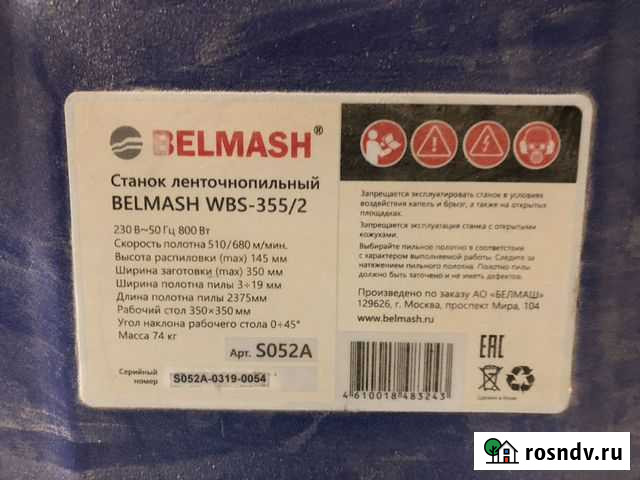 BELMASH®
Станок ленточнопильный
BELMASH WBS-355/2
230 В~50 Гц 800 Вт
Скорость полотна 510/680 м/мин.
Высота распиловки (max) 145 мм
Ширина заготовки (max) 350 мм
Ширина полотна пилы 3÷19 мм
Длина полотна пилы 2375мм
Рабочий стол 350×350 мм
Угол наклона рабочего стола 0÷45°
Масса 74 кг
Арт. S052A
Серийный
номер S052A-0319-0054
Запрещается эксплуатировать станок в условиях
воздействия капель и брызг, а также на открытых
площадках.
Запрещается эксплуатация станка с открытыми
кожухами.
Выбирайте пильное полотно в соответствии
с характером выполняемой работы. Следите за
натяжением пильного полотна. Полотно пилы
должно быть заточено и не иметь дефектов.
Произведено по заказу АО «БЕЛМАШ»
129626, г. Москва, проспект Мира, 104
www.belmash.ru
4610018483243
EAC
Сделано в Китае
rosndv.ru